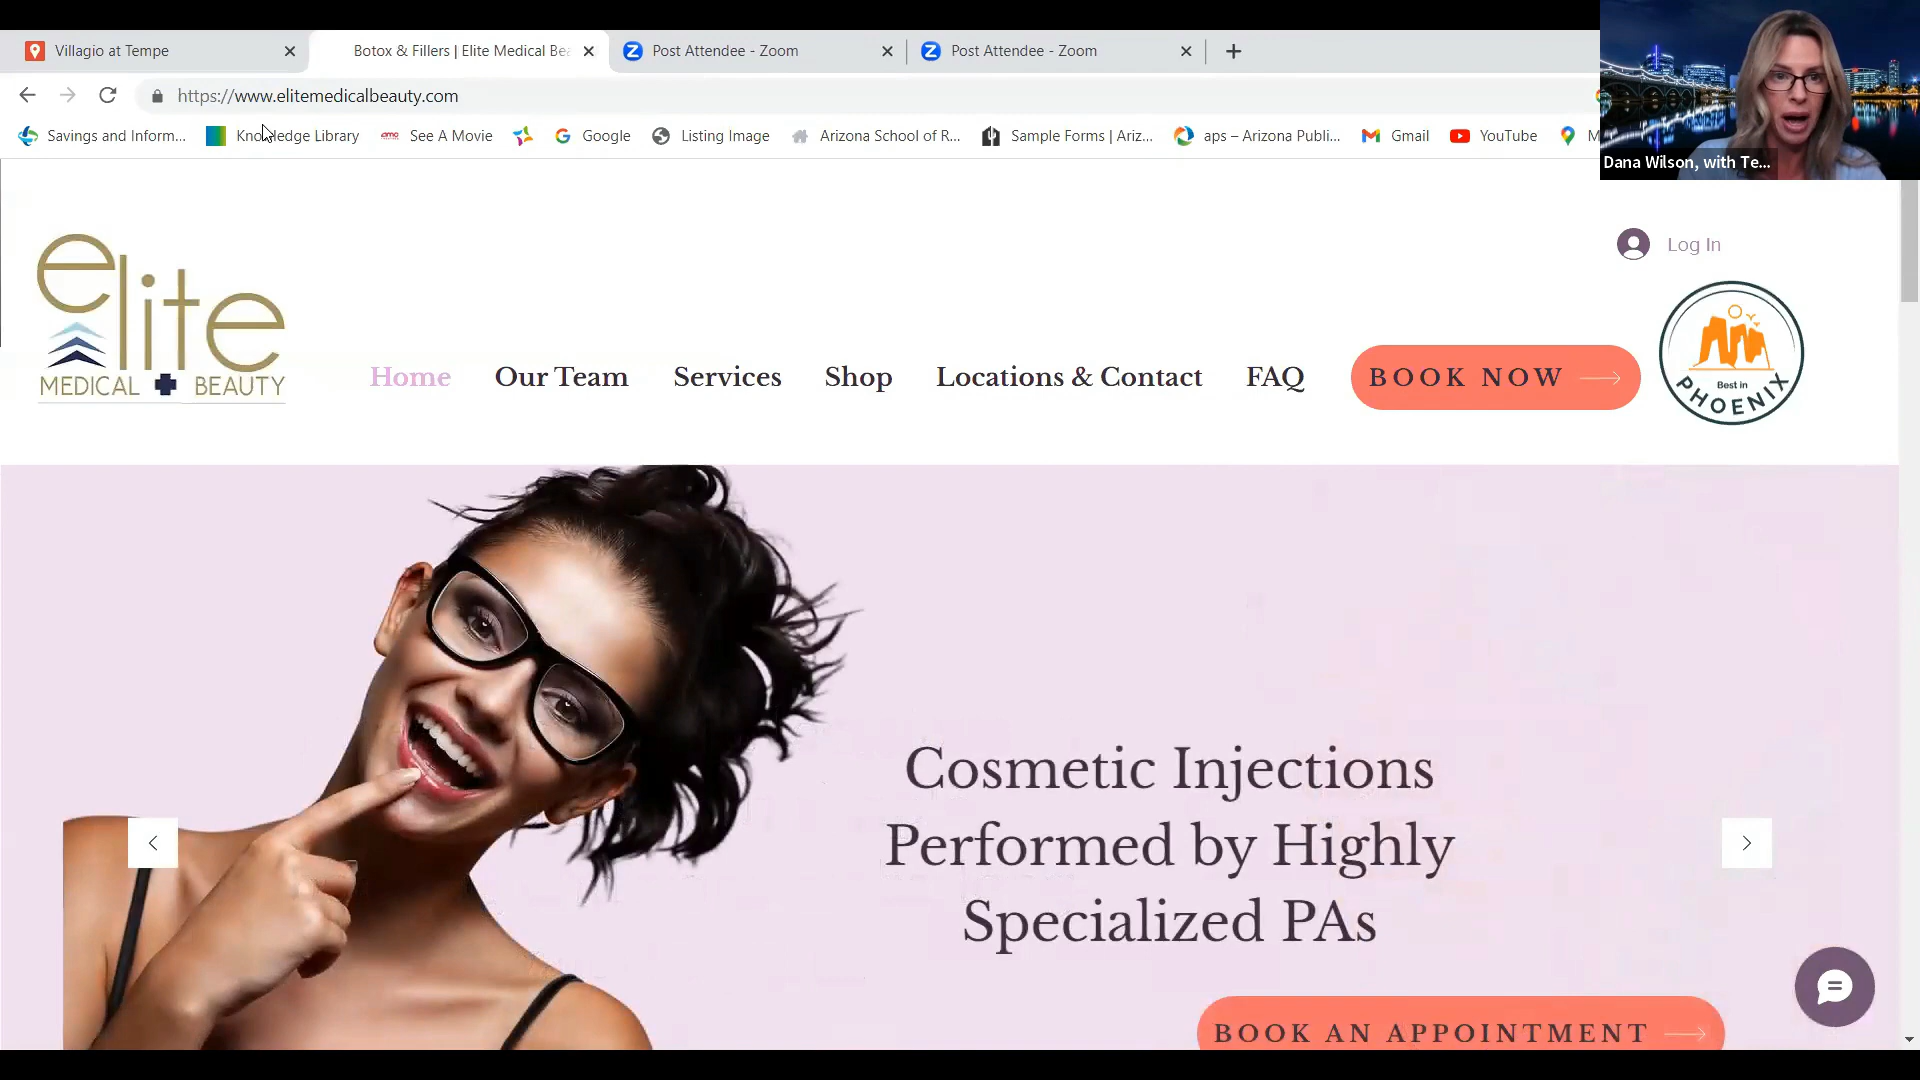 Villagio at Tempe
Botox & Fillers | Elite Medical Bea
Post Attendee - Zoom
Post Attendee - Zoom
https://www.elitemedicalbeauty.com
Savings and Inform...
Knowledge Library
amc
See A Movie
Google
Listing Image
Arizona School of R...
Sample Forms | Ariz...
aps – Arizona Publi...
Gmail
YouTube
M
Dana Wilson, with Te...
Log In
elite
MEDICAL BEAUTY
Home
Our Team
Services
Shop
Locations & Contact
FAQ
BOOK NOW
Best in
PHOENIX
Cosmetic Injections
Performed by Highly
Specialized PAs
BOOK AN APPOINTMENT